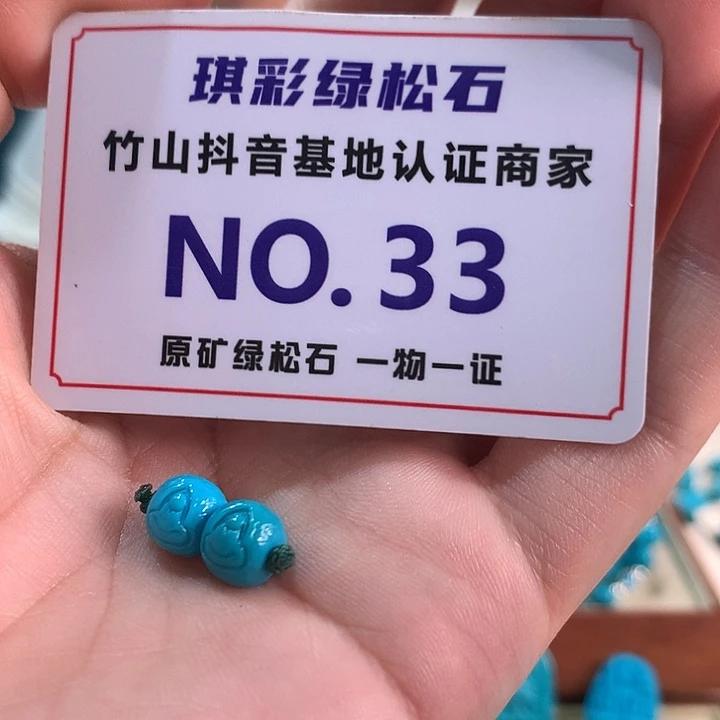 琪彩绿松石
竹山抖音基地认证商家
NO.33
原矿绿松石 一物一证